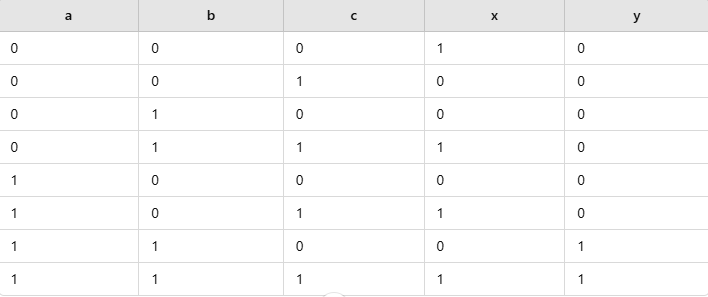 a b c x y
0 0 0 1 0
0 0 1 0 0
0 1 0 0 0
0 1 1 1 0
1 0 0 0 0
1 0 1 1 0
1 1 0 0 1
1 1 1 1 1